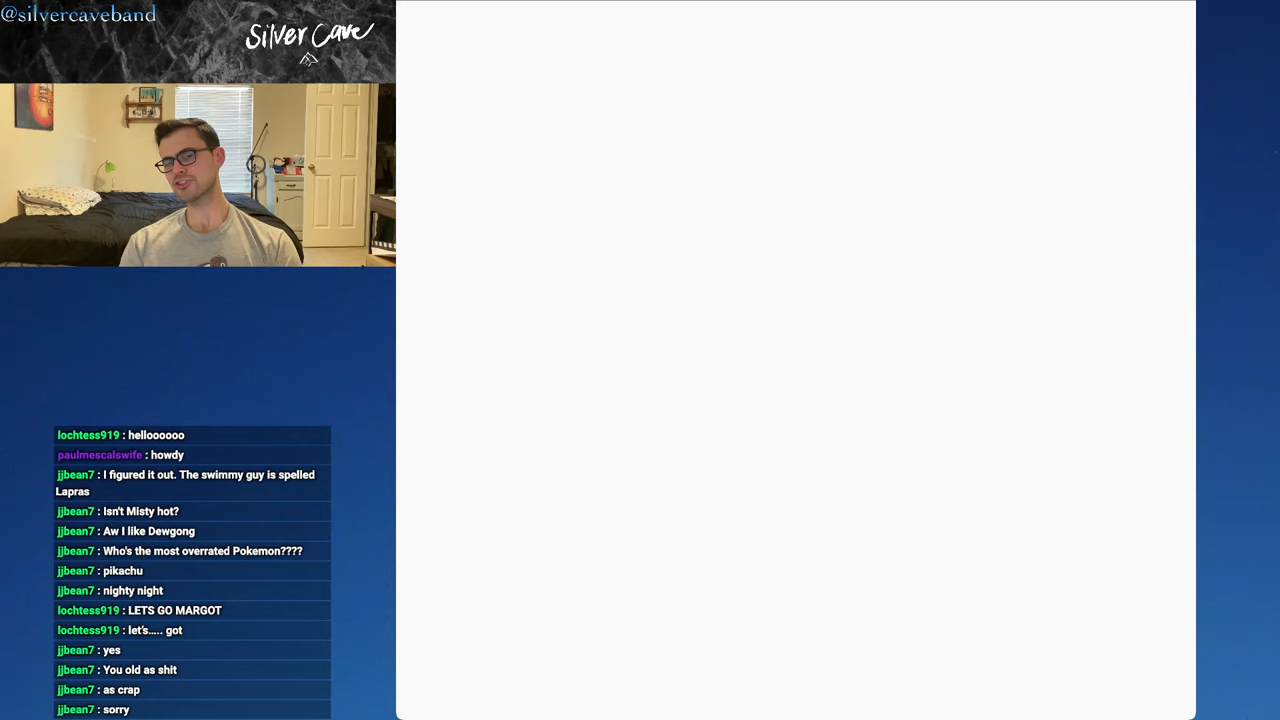 @silvercaveband
Silver Cave
lochtess919 : helloooooo
paulmescalswife : howdy
jjbean7 : I figured it out. The swimmy guy is spelled
Lapras
jjbean7 : Isn't Misty hot?
jjbean7 : Aw I like Dewgong
jjbean7 : Who's the most overrated Pokemon????
jjbean7 : pikachu
jjbean7 : nighty night
lochtess919 : LETS GO MARGOT
lochtess919 : let's..... got
jjbean7 : yes
jjbean7 : You old as shit
jjbean7 : as crap
jjbean7 : sorry